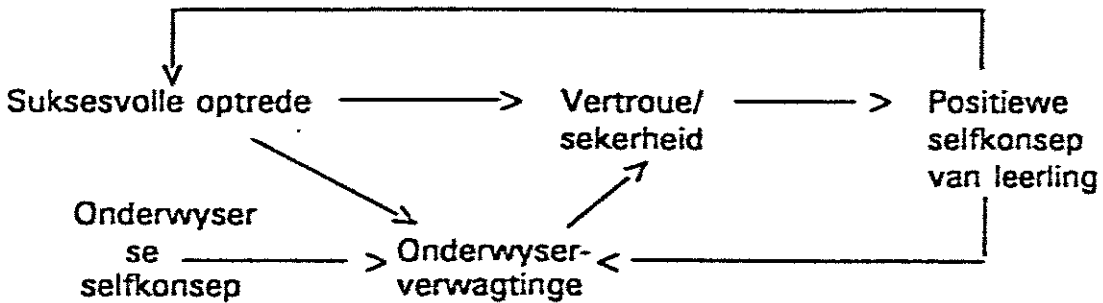 Suksesvolle optrede
Vertroue/
sekerheid
Positiewe
selfkonsep
van leerling
Onderwyser
se
selfkonsep
Onderwyser-
verwagtinge